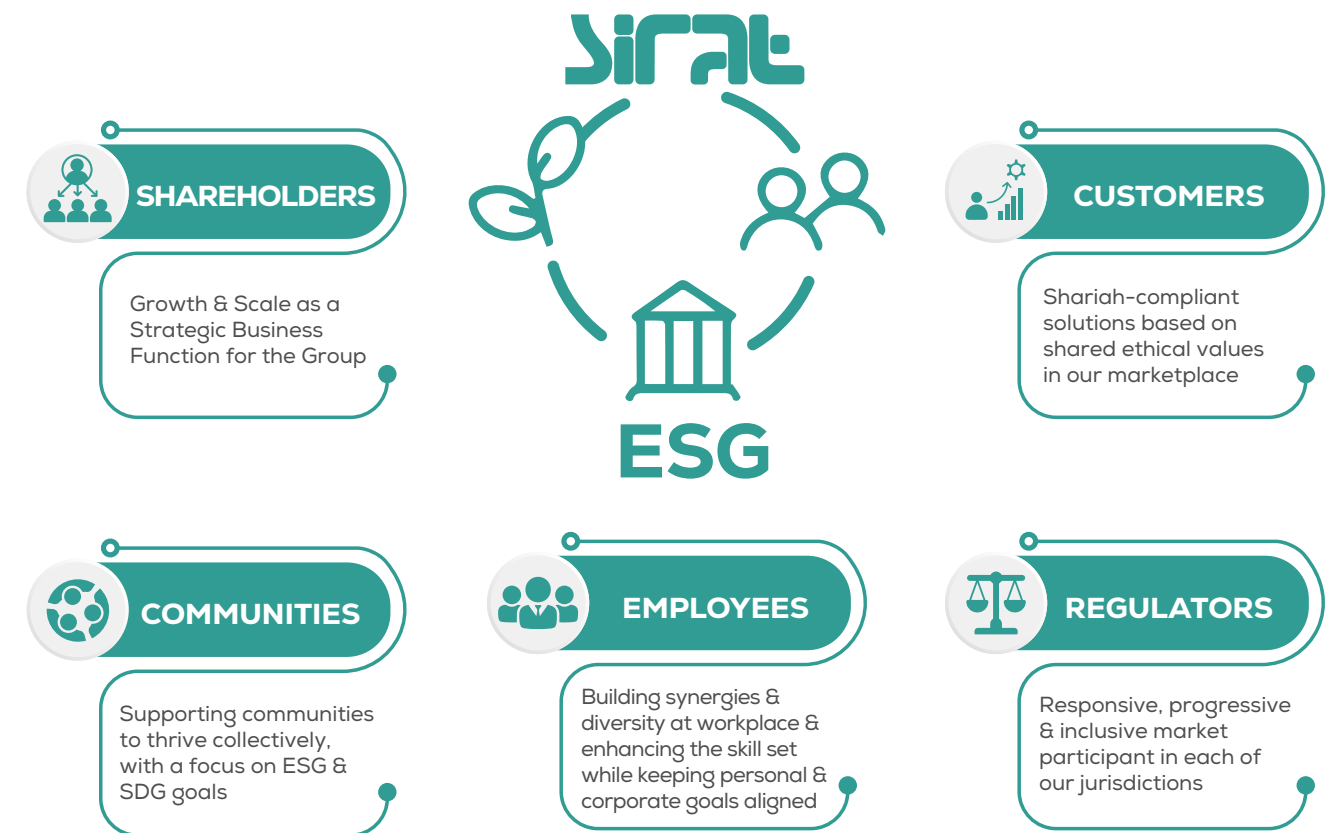 Sirat
SHAREHOLDERS
Growth & Scale as a
Strategic Business
Function for the Group
CUSTOMERS
Shariah-compliant
solutions based on
shared ethical values
in our marketplace
ESG
COMMUNITIES
Supporting communities
to thrive collectively,
with a focus on ESG &
SDG goals
EMPLOYEES
Building synergies &
diversity at workplace &
enhancing the skill set
while keeping personal &
corporate goals aligned
REGULATORS
Responsive, progressive
& inclusive market
participant in each of
our jurisdictions